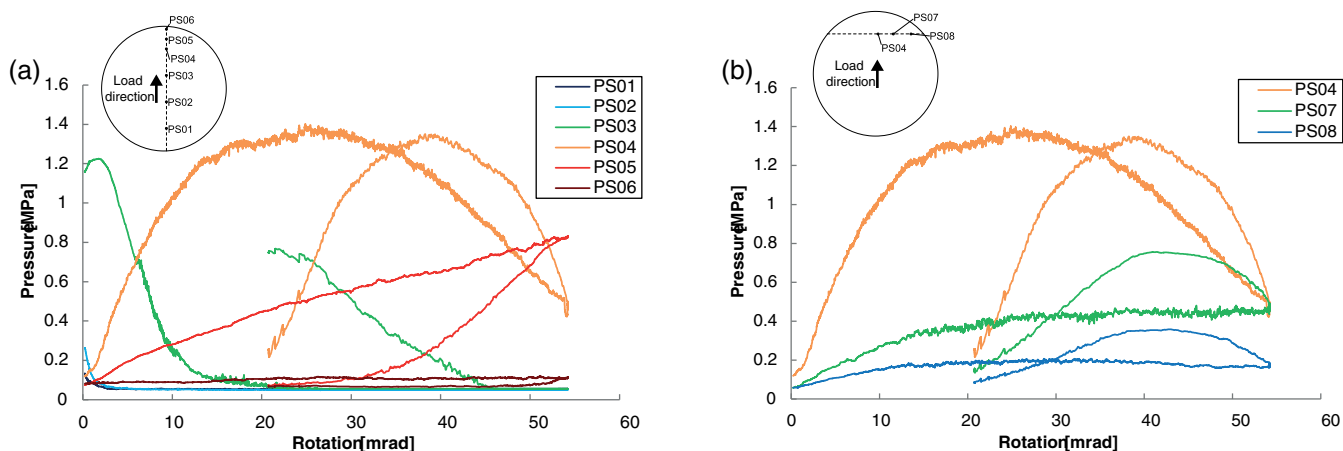 (a)
PS06
PS05
PS04
PS03
PS02
PS01
Load
direction
PS01
PS02
PS03
PS04
PS05
PS06
Pressure[MPa]
1.6
1.4
1.2
1.0
0.8
0.6
0.4
0.2
0
0 10 20 30 40 50 60
Rotation[mrad]
(b)
PS07
PS08
PS04
Load
direction
PS04
PS07
PS08
Pressure[MPa]
1.6
1.4
1.2
1.0
0.8
0.6
0.4
0.2
0
0 10 20 30 40 50 60
Rotation[mrad]